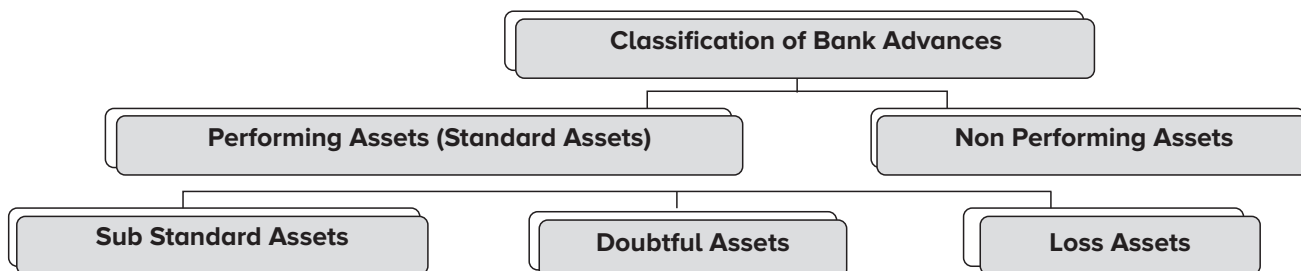 Classification of Bank Advances
Performing Assets (Standard Assets)
Non Performing Assets
Sub Standard Assets
Doubtful Assets
Loss Assets